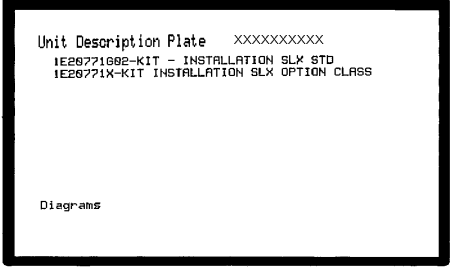 Unit Description Plate XXXXXXXXXX
1E20771G02-KIT - INSTALLATION SLX STD
1E20771X-KIT INSTALLATION SLX OPTION CLASS
Diagrams